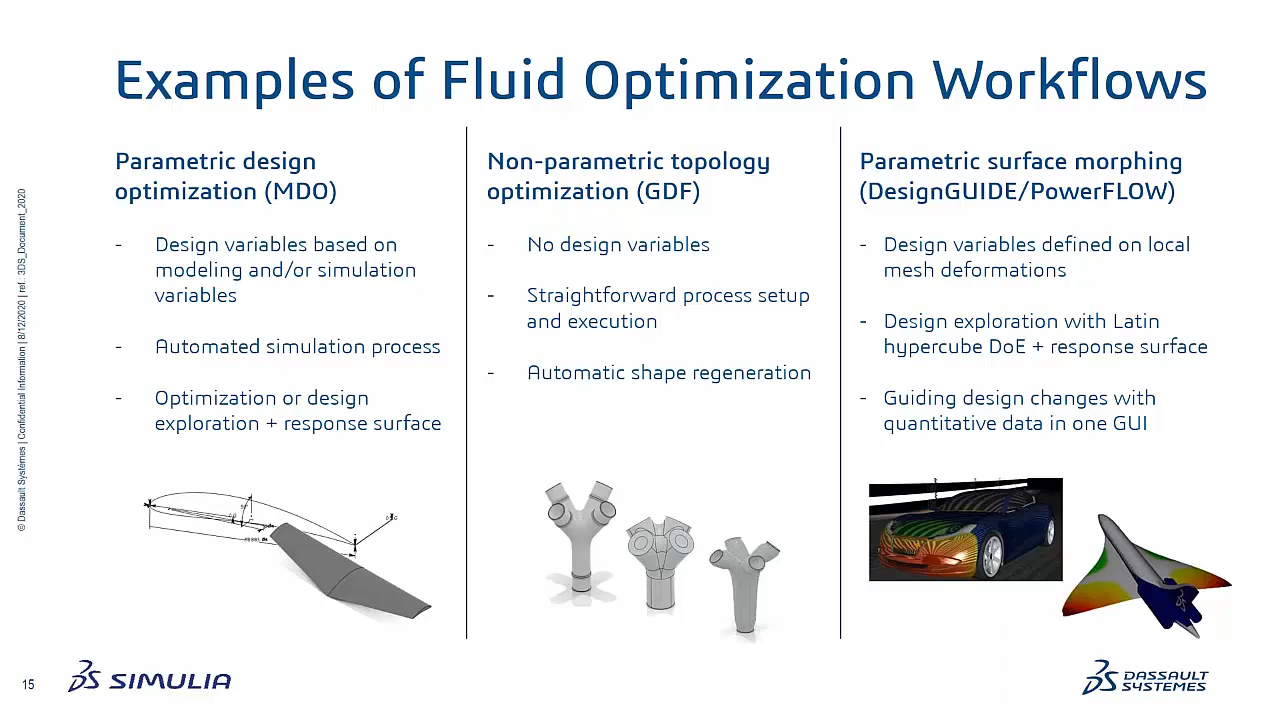 Examples of Fluid Optimization Workflows
Parametric design
optimization (MDO)
- Design variables based on
modeling and/or simulation
variables
- Automated simulation process
- Optimization or design
exploration + response surface
Non-parametric topology
optimization (GDF)
- No design variables
- Straightforward process setup
and execution
- Automatic shape regeneration
Parametric surface morphing
(DesignGUIDE/PowerFLOW)
- Design variables defined on local
mesh deformations
- Design exploration with Latin
hypercube DoE + response surface
- Guiding design changes with
quantitative data in one GUI
© Dassault Systèmes | Confidential Information | 8/12/2020 | ref.: 3DS_Document_2020
15
SIMULIA
DASSAULT
SYSTEMES